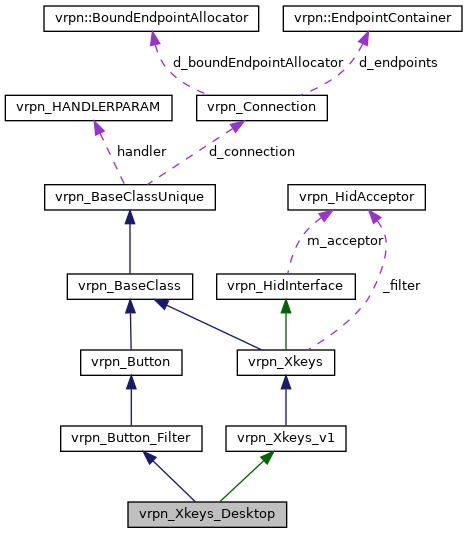 vrpn::BoundEndpointAllocator
vrpn::EndpointContainer
d_boundEndpointAllocator
d_endpoints
vrpn_HANDLERPARAM
vrpn_Connection
handler
d_connection
vrpn_BaseClassUnique
vrpn_HidAcceptor
m_acceptor
vrpn_BaseClass
vrpn_HidInterface
_filter
vrpn_Button
vrpn_Xkeys
vrpn_Button_Filter
vrpn_Xkeys_v1
vrpn_Xkeys_Desktop